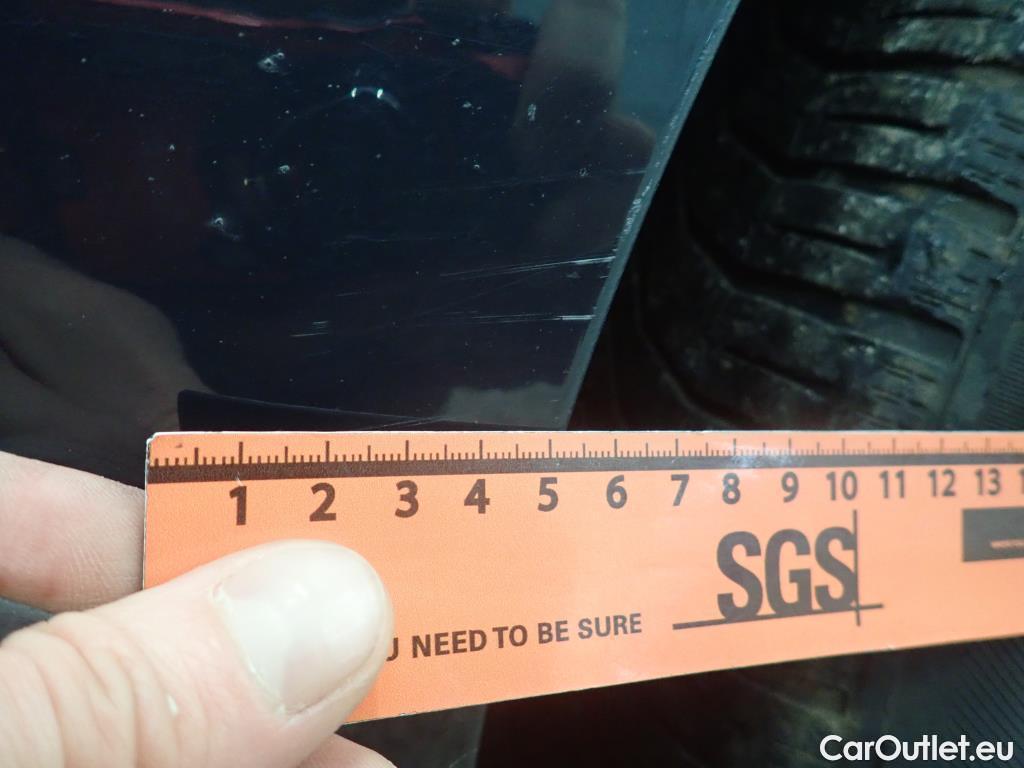 1 2 3 4 5 6 7 8 9 10 11 12 13
SGS
NEED TO BE SURE
CarOutlet.eu